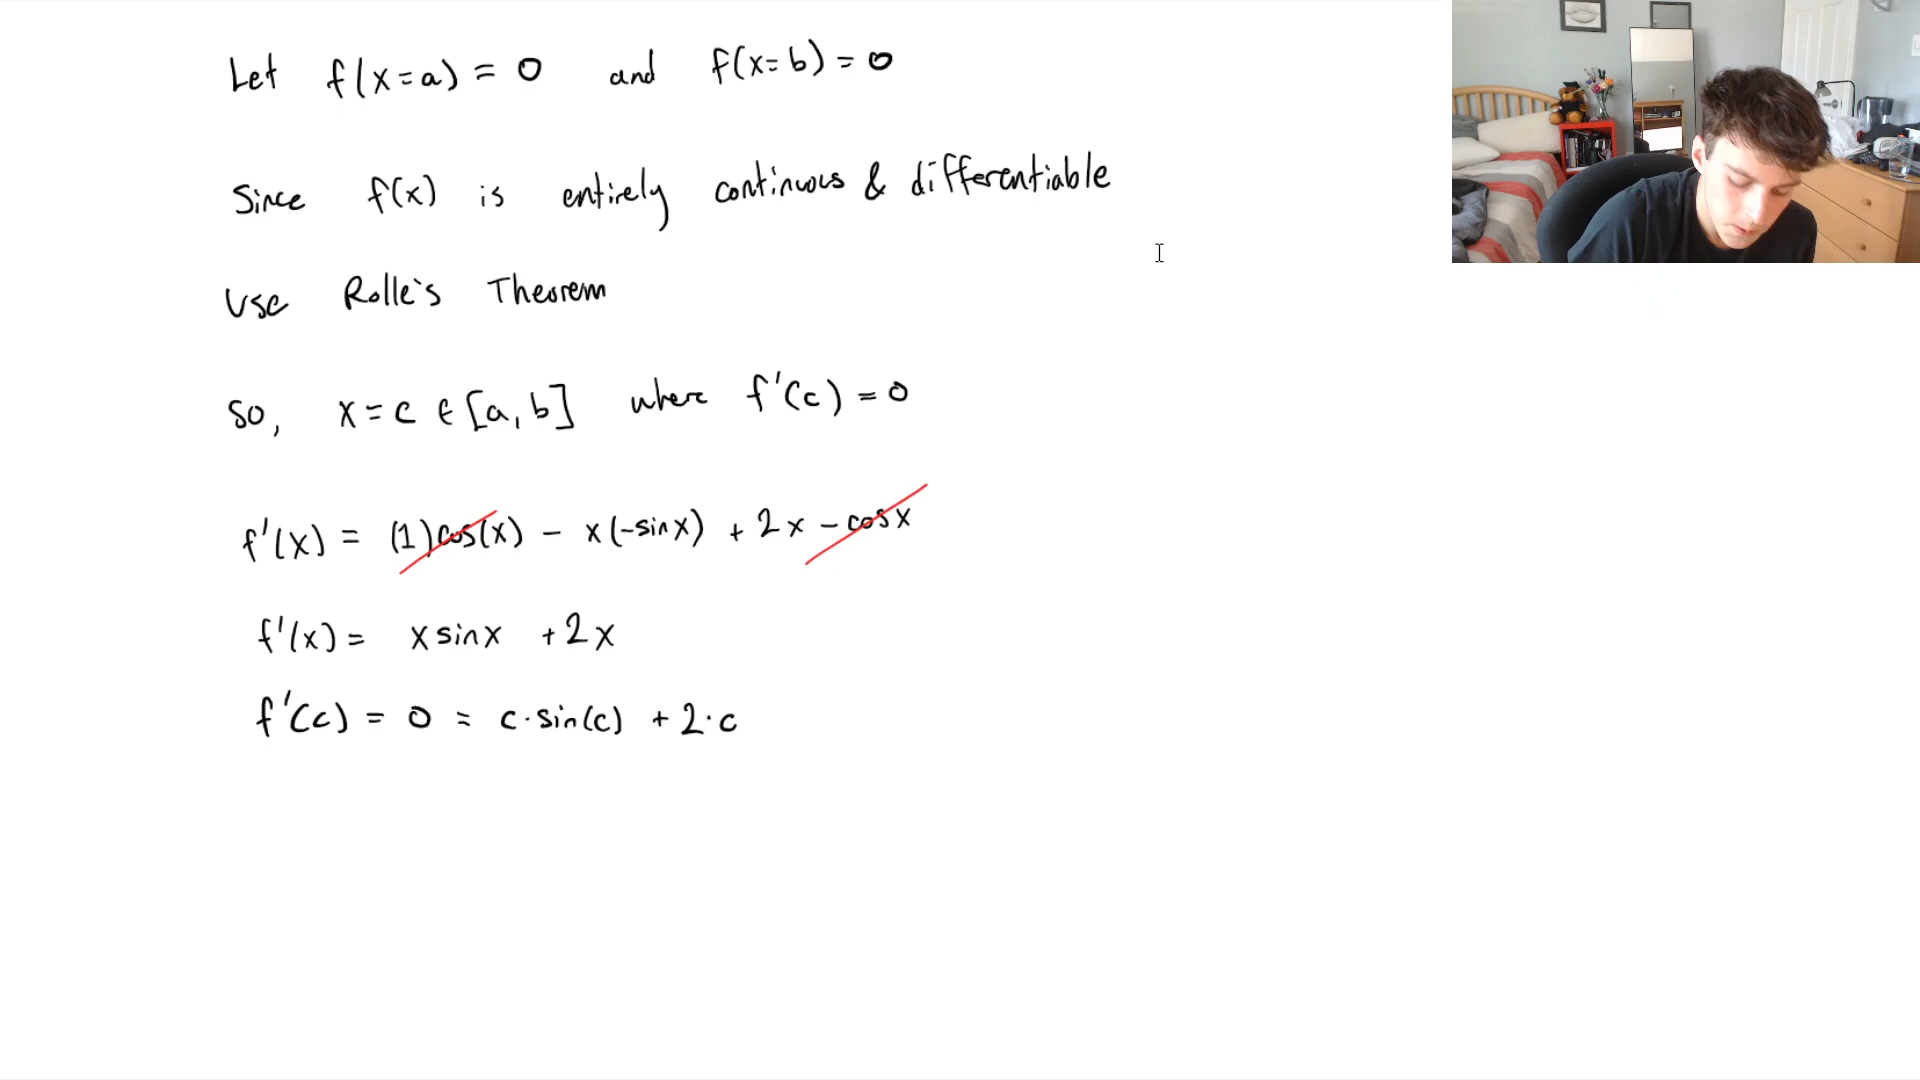 Let f(x=a) = 0 and f(x=b) = 0
Since f(x) is entirely continuous & differentiable
Use Rolle's Theorem
So, x = c ∈ [a, b] where f'(c) = 0
f'(x) = (1)cos(x) - x(-sinx) + 2x - cosx
f'(x) = x sinx + 2x
f'(c) = 0 = c·sin(c) + 2·c